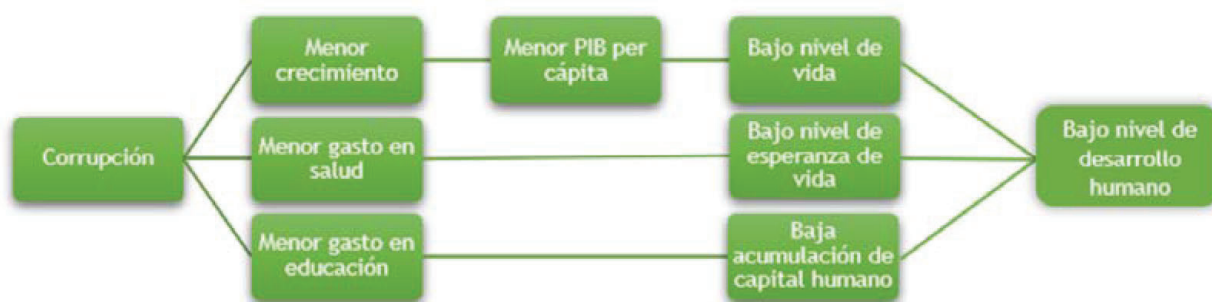 Corrupción
Menor
crecimiento
Menor PIB per
cápita
Bajo nivel de
vida
Menor gasto en
salud
Bajo nivel de
esperanza de
vida
Menor gasto en
educación
Baja
acumulación de
capital humano
Bajo nivel de
desarrollo
humano